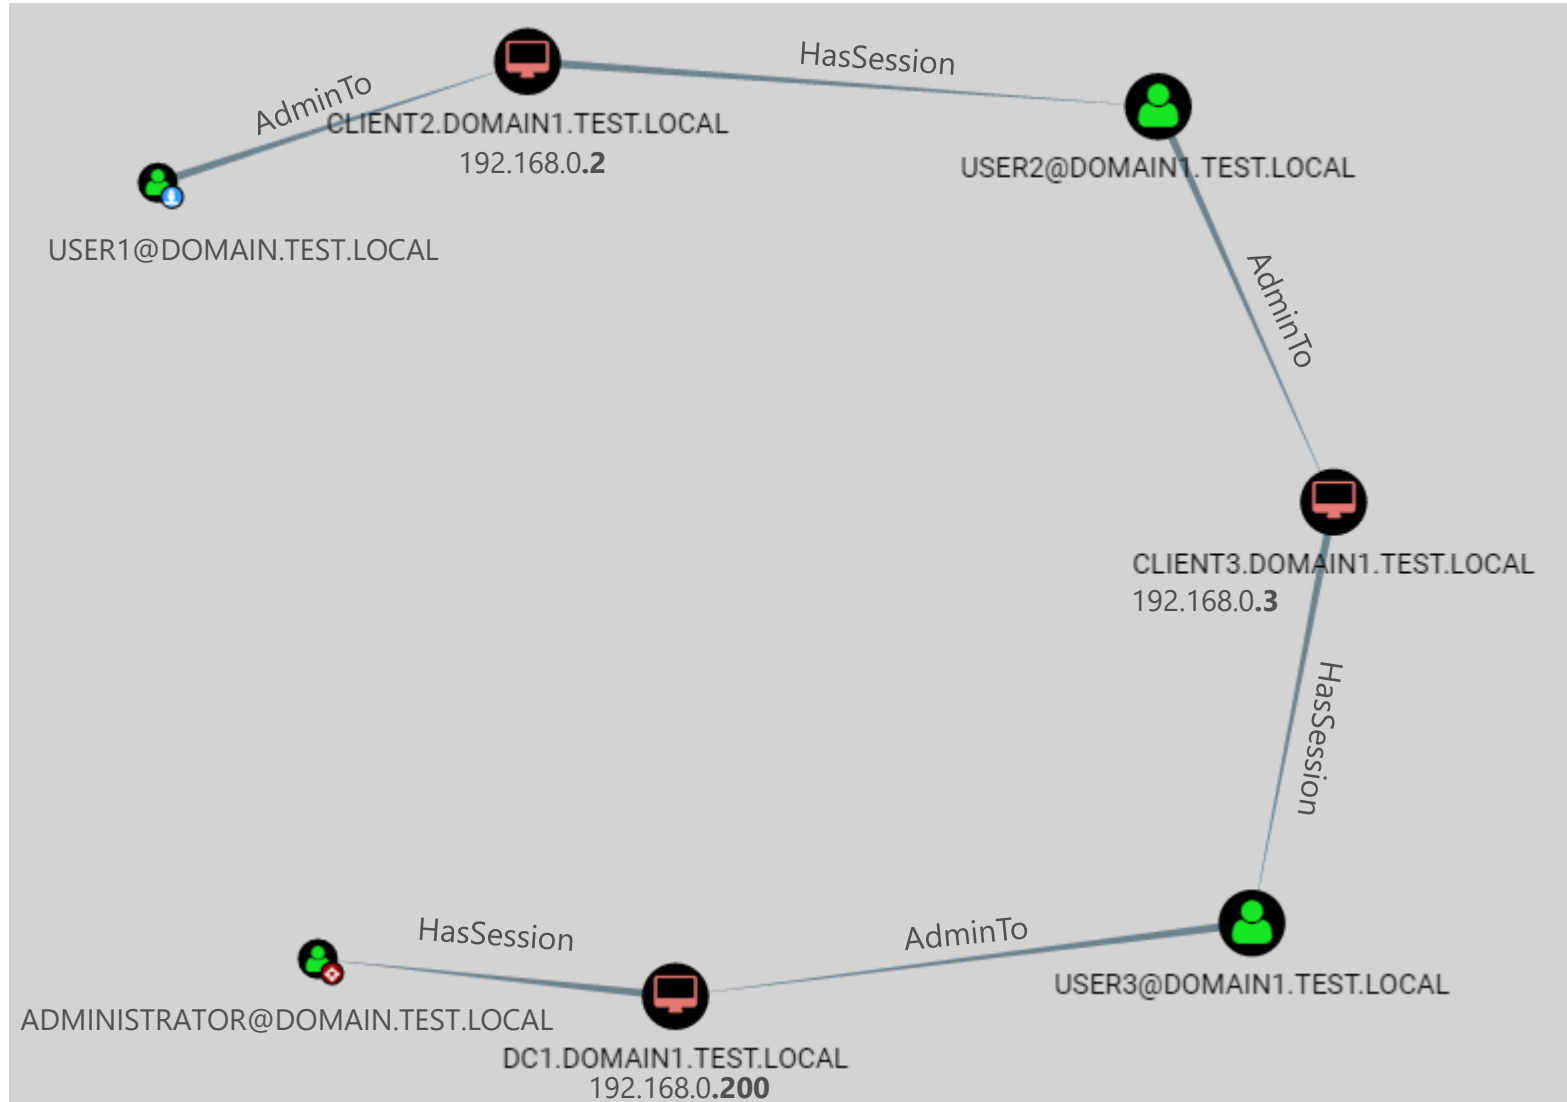 HasSession
AdminTo
CLIENT2.DOMAIN1.TEST.LOCAL
192.168.0.2
USER2@DOMAIN1.TEST.LOCAL
USER1@DOMAIN.TEST.LOCAL
AdminTo
CLIENT3.DOMAIN1.TEST.LOCAL
192.168.0.3
HasSession
HasSession
AdminTo
USER3@DOMAIN1.TEST.LOCAL
ADMINISTRATOR@DOMAIN.TEST.LOCAL
DC1.DOMAIN1.TEST.LOCAL
192.168.0.200